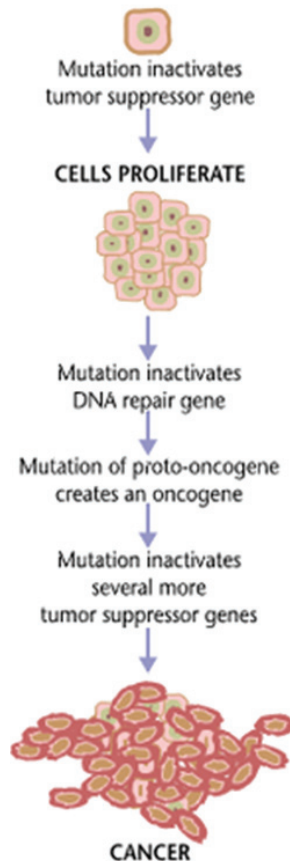 Mutation inactivates
tumor suppressor gene
CELLS PROLIFERATE
Mutation inactivates
DNA repair gene
Mutation of proto-oncogene
creates an oncogene
Mutation inactivates
several more
tumor suppressor genes
CANCER